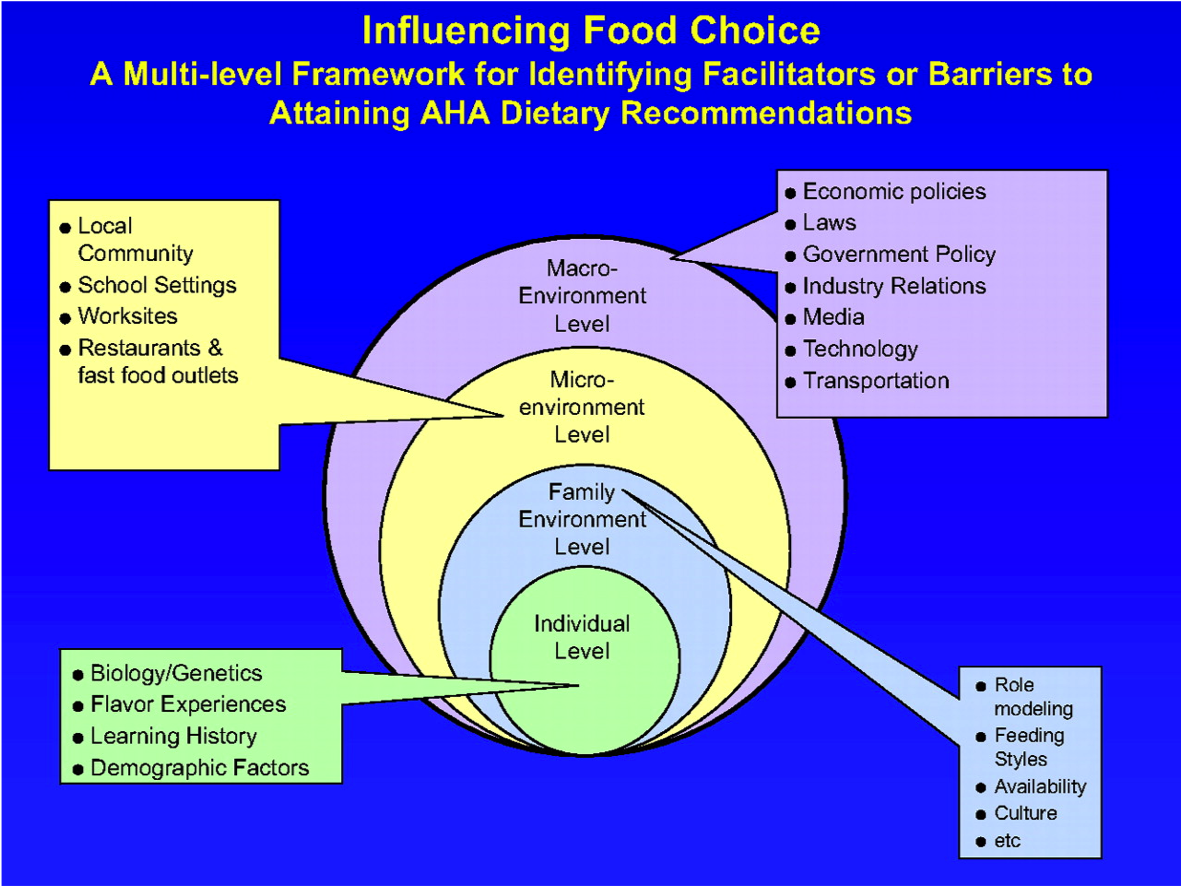 Influencing Food Choice
A Multi-level Framework for Identifying Facilitators or Barriers to
Attaining AHA Dietary Recommendations
● Local
Community
● School Settings
● Worksites
● Restaurants &
fast food outlets
● Economic policies
● Laws
● Government Policy
● Industry Relations
● Media
● Technology
● Transportation
Macro-
Environment
Level
Micro-
environment
Level
Family
Environment
Level
Individual
Level
● Biology/Genetics
● Flavor Experiences
● Learning History
● Demographic Factors
● Role
modeling
● Feeding
Styles
● Availability
● Culture
● etc